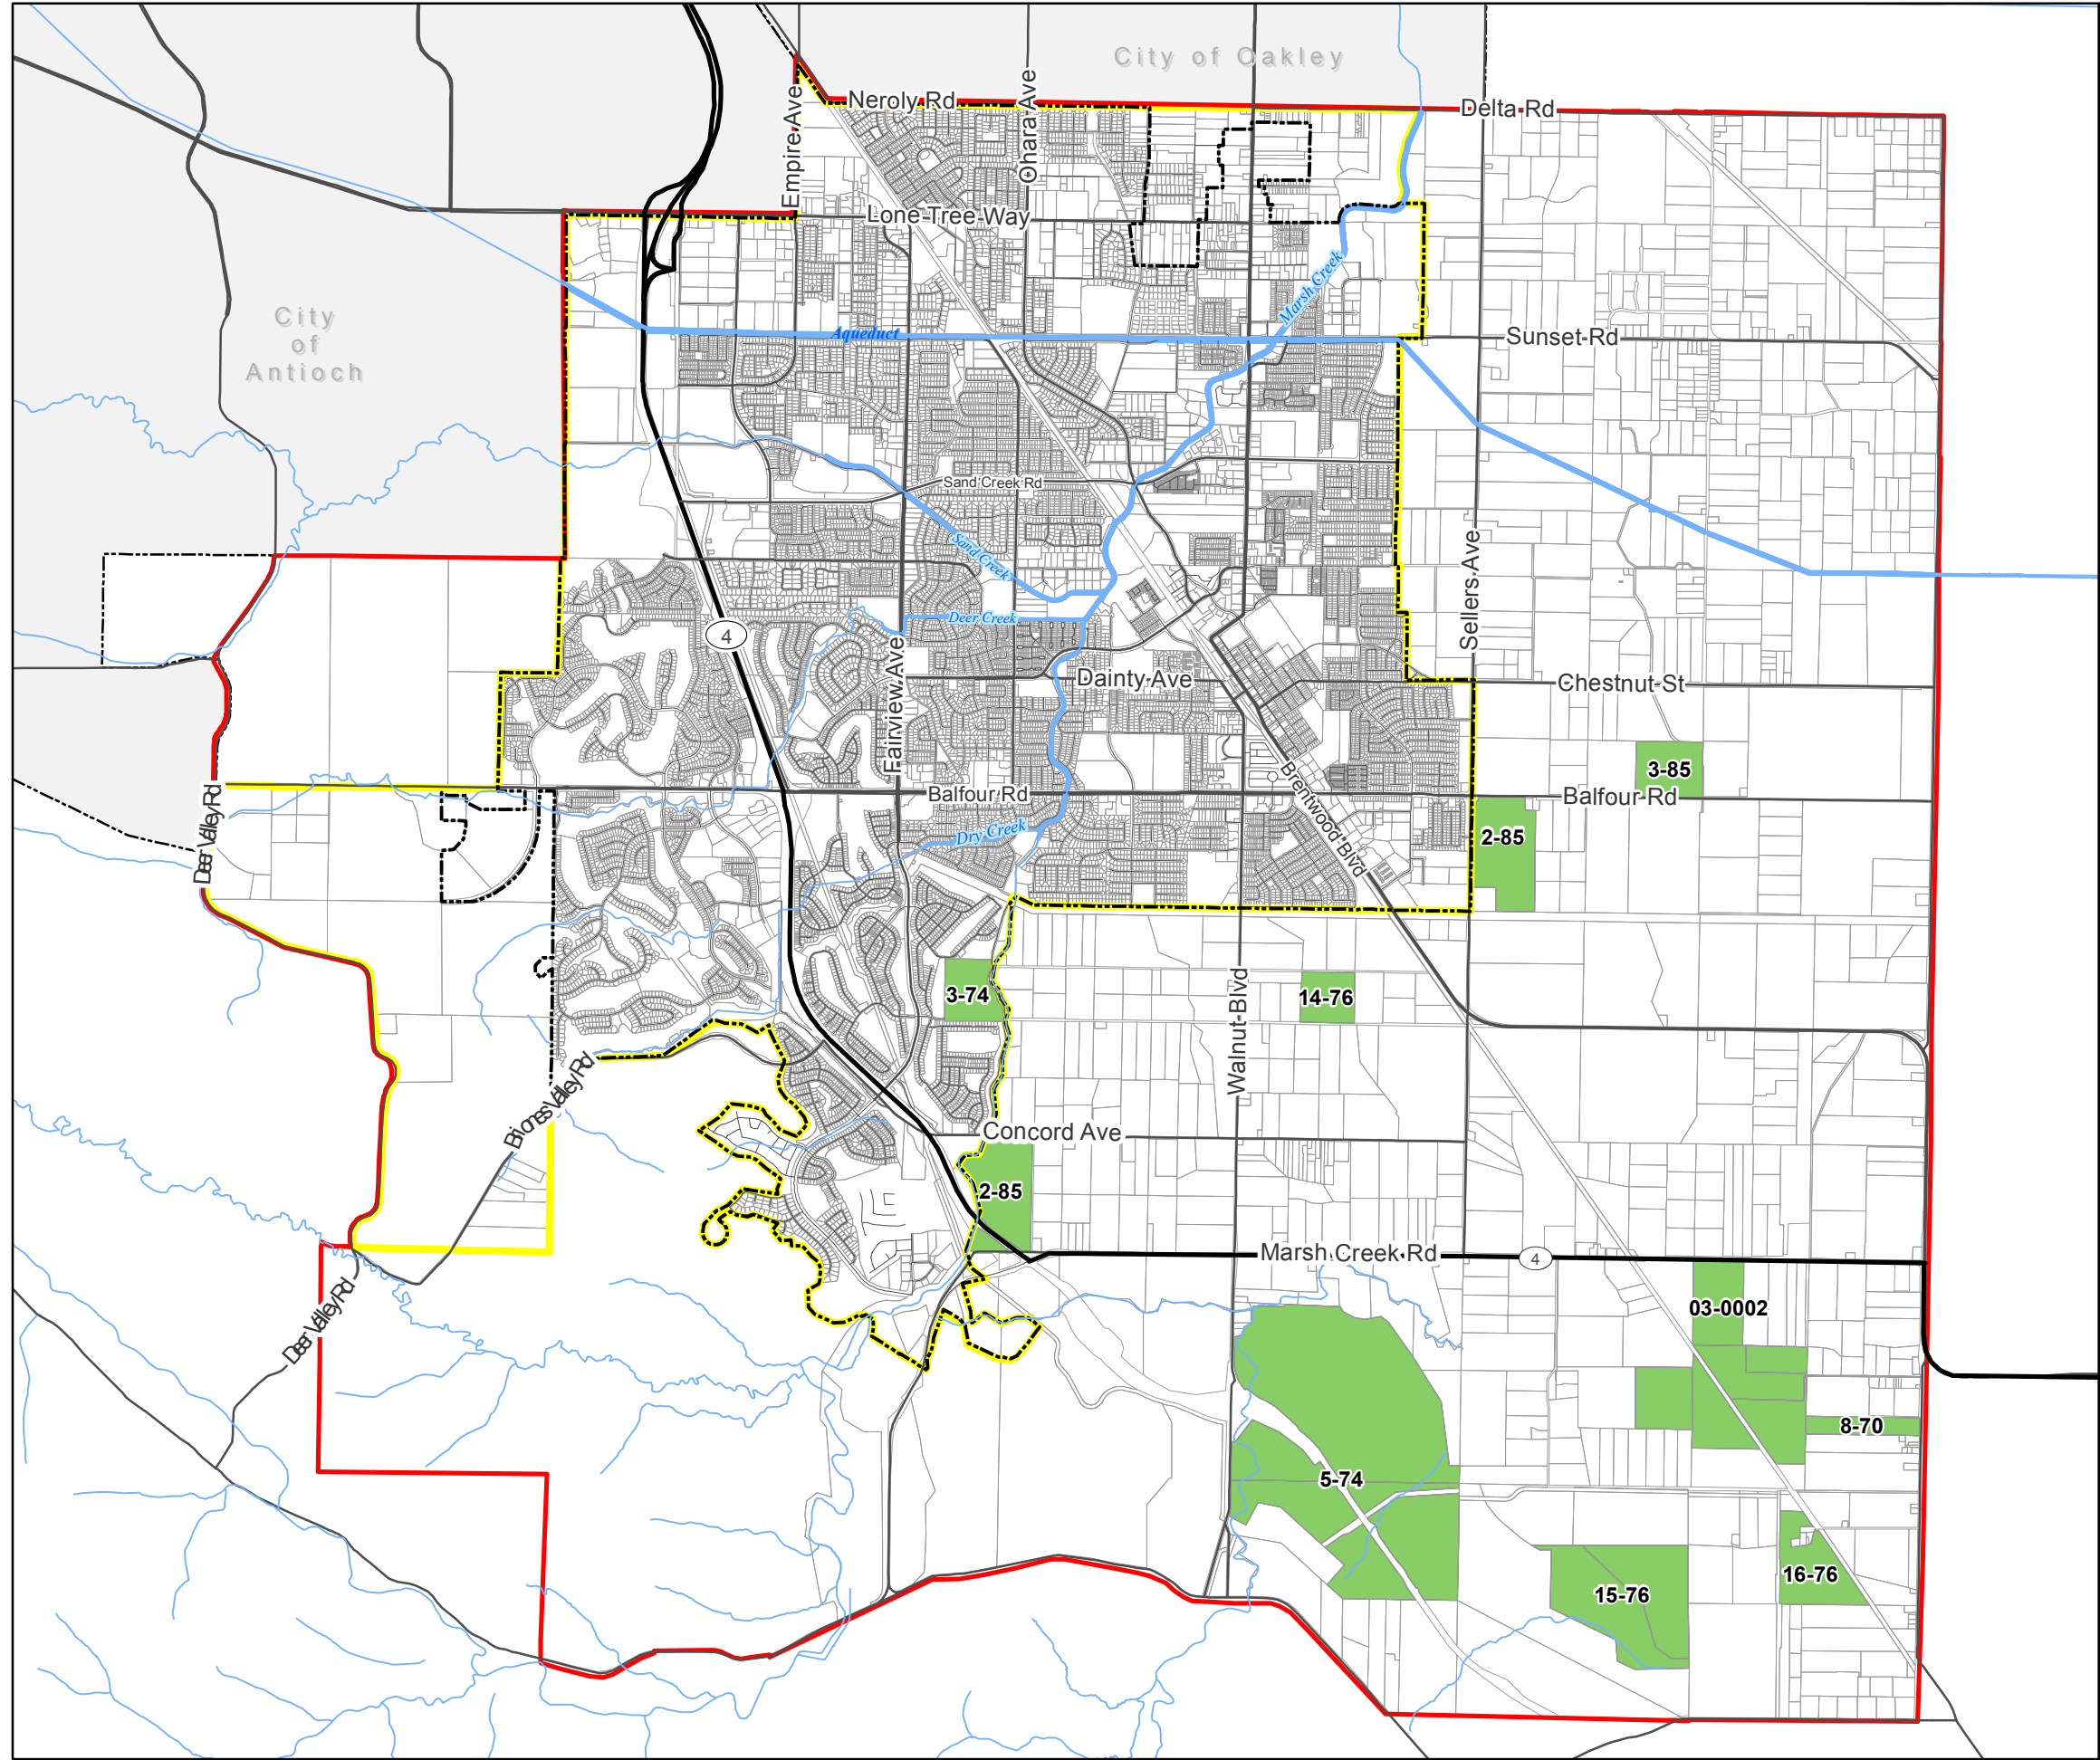 City of Oakley
Neroly Rd
Ohara Ave
Delta Rd
Empire Ave
Lone Tree Way
Marsh Creek
City
of
Antioch
Aqueduct
Sunset Rd
Sand Creek Rd
Sand Creek
Sellers Ave
Deer Creek
4
Fairview Ave
Dainty Ave
Chestnut St
3-85
Balfour Rd
Balfour Rd
Brentwood Blvd
Deer Valley Rd
Dry Creek
2-85
3-74
14-76
Walnut Blvd
Briones Valley Rd
Concord Ave
2-85
Marsh Creek Rd
4
Deer Valley Rd
03-0002
8-70
5-74
15-76
16-76